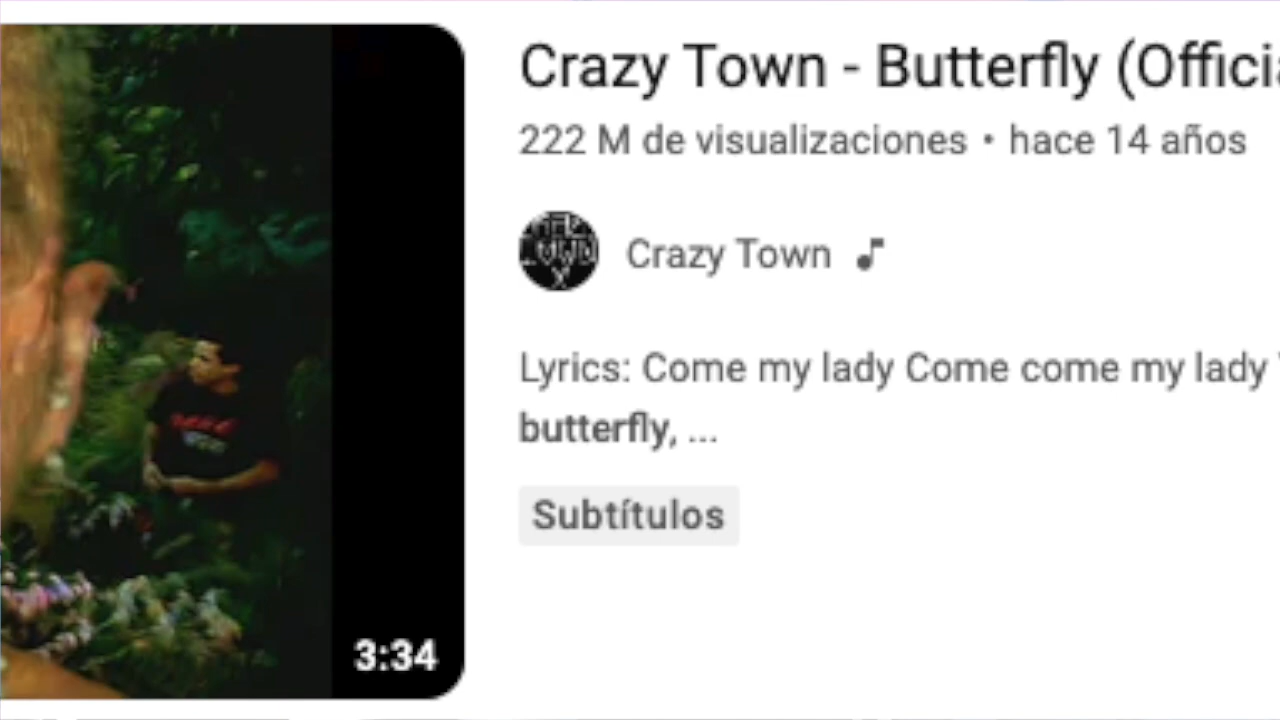 Crazy Town - Butterfly (Offici
222 M de visualizaciones • hace 14 años
Crazy Town
Lyrics: Come my lady Come come my lady
butterfly, ...
Subtítulos
3:34